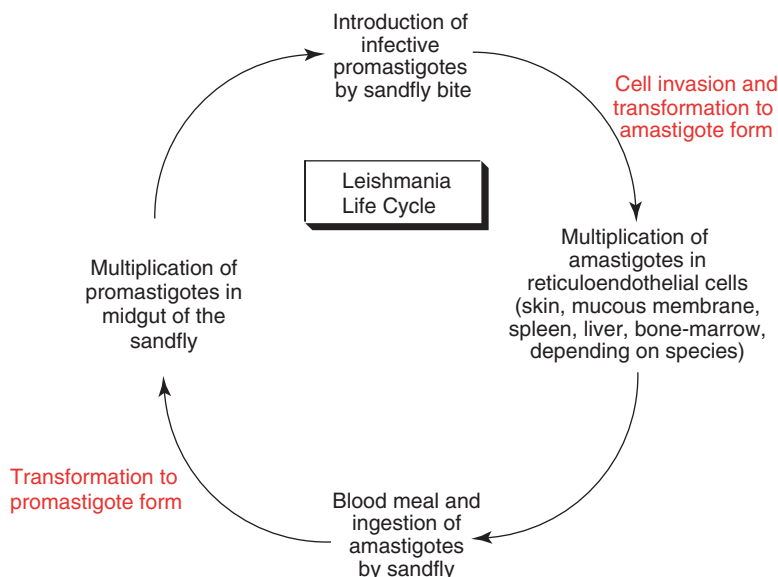 Introduction of
infective
promastigotes
by sandfly bite
Cell invasion and
transformation to
amastigote form
Leishmania
Life Cycle
Multiplication of
amastigotes in
reticuloendothelial cells
(skin, mucous membrane,
spleen, liver, bone-marrow,
depending on species)
Multiplication of
promastigotes in
midgut of the
sandfly
Transformation to
promastigote form
Blood meal and
ingestion of
amastigotes
by sandfly